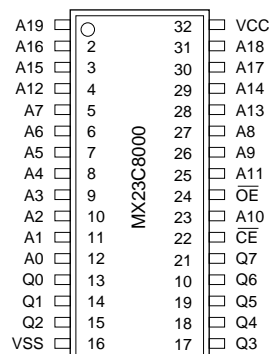 A19 32 VCC
A16 2 31 A18
A15 3 30 A17
A12 4 29 A14
A7 5 28 A13
A6 6 27 A8
A5 7 26 A9
A4 8 25 A11
A3 9 24 OE
A2 10 23 A10
A1 11 22 CE
A0 12 21 Q7
Q0 13 10 Q6
Q1 14 19 Q5
Q2 15 18 Q4
VSS 16 17 Q3
MX23C8000